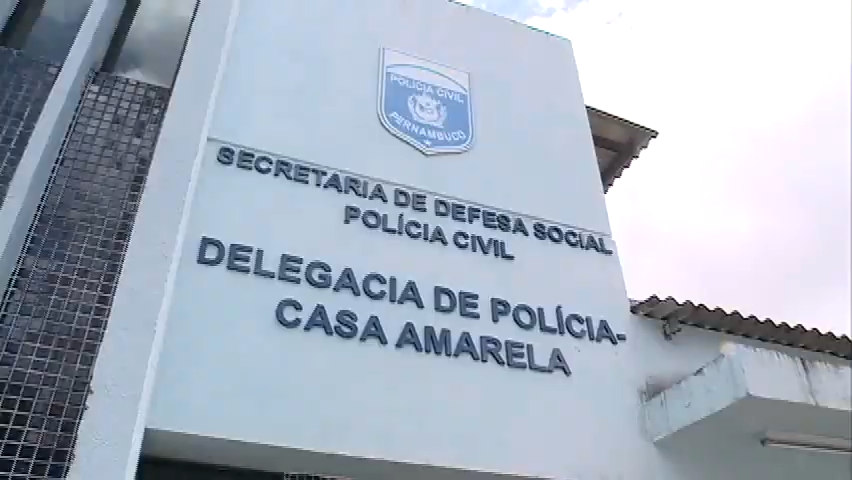 POLÍCIA CIVIL
PERNAMBUCO
SECRETARIA DE DEFESA SOCIAL
POLÍCIA CIVIL
DELEGACIA DE POLÍCIA-
CASA AMARELA